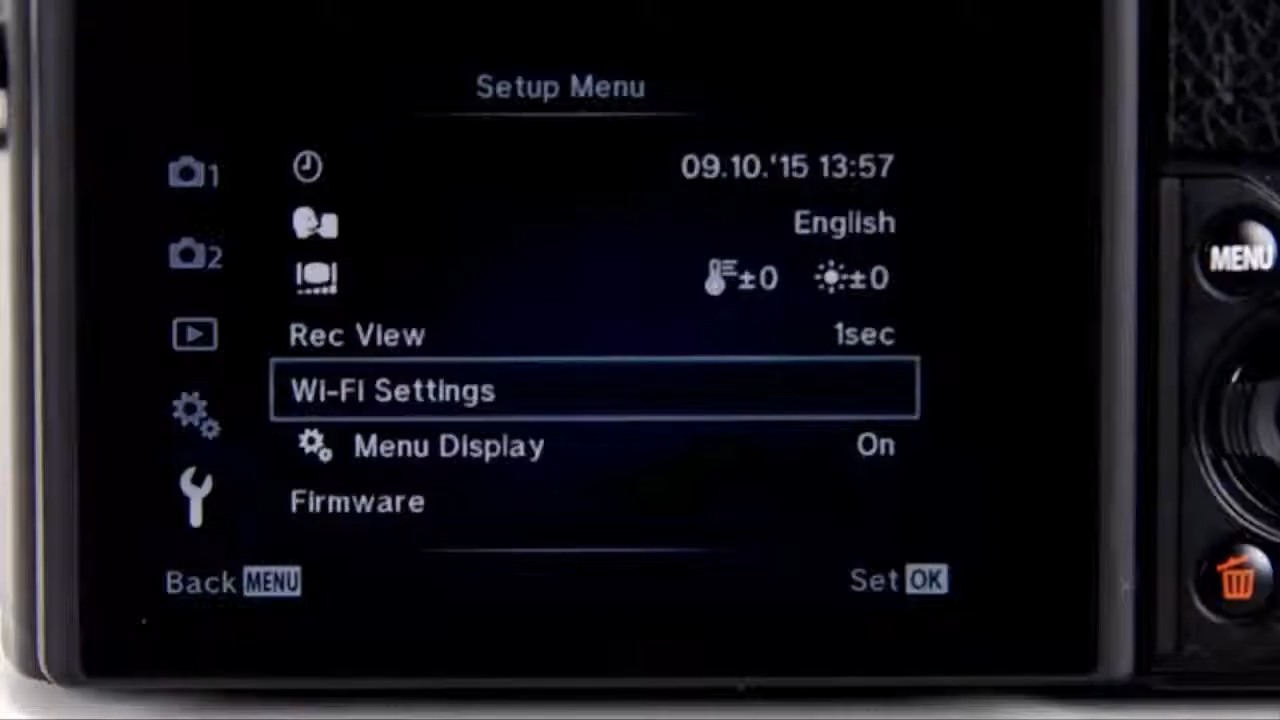 Setup Menu
1
09.10.'15 13:57
2
English
±0 ±0
Rec View 1sec
Wi-Fi Settings
Menu Display On
Firmware
Back MENU
Set OK
MENU